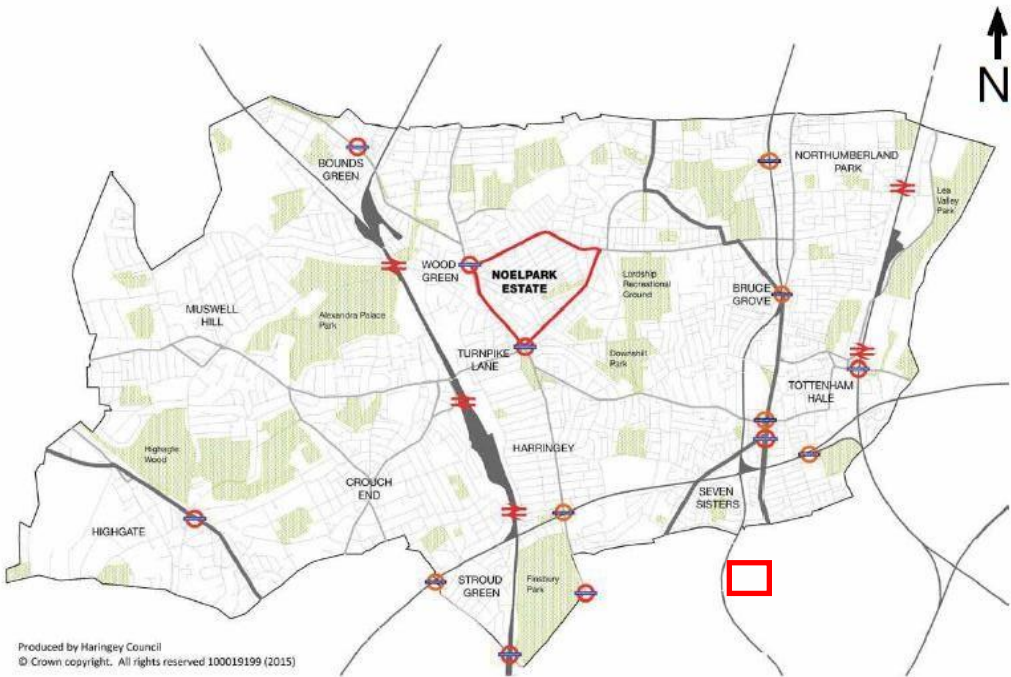 N
BOUNDS
GREEN
NORTHUMBERLAND
PARK
Lea
Valley
Park
WOOD
GREEN
NOELPARK
ESTATE
Lordship
Recreational
Ground
BRUCE
GROVE
MUSWELL
HILL
Alexandra Palace
Park
TURNPIKE
LANE
Downshill
Park
TOTTENHAM
HALE
Highagte
Wood
HARRINGEY
CROUCH
END
SEVEN
SISTERS
HIGHGATE
STROUD
GREEN
Finsbury
Park
Produced by Haringey Council
© Crown copyright. All rights reserved 100019199 (2015)